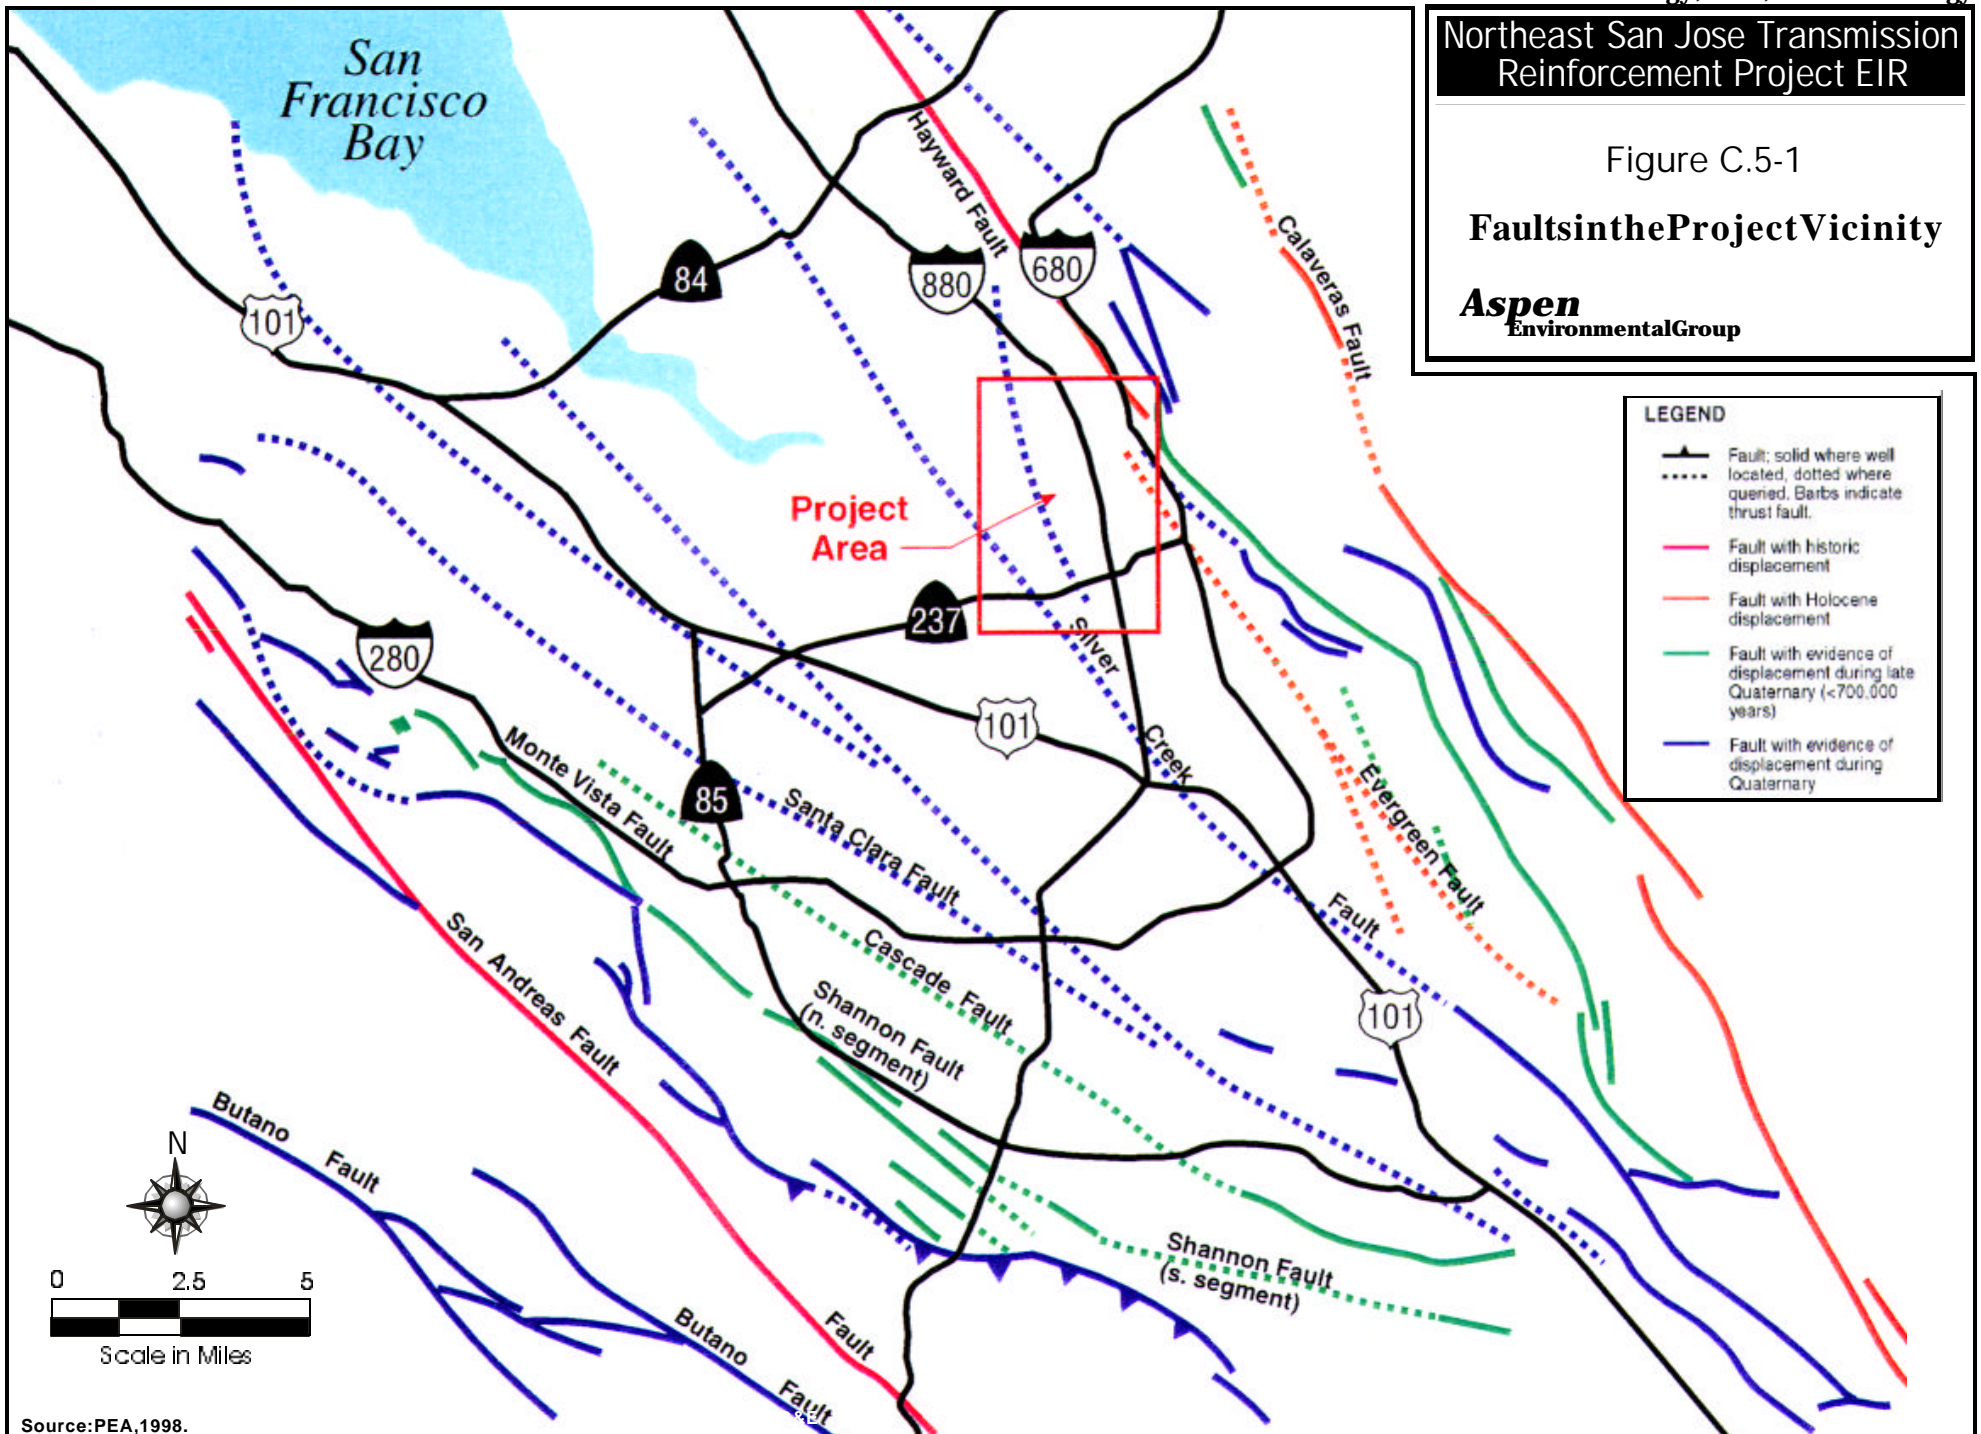 Northeast San Jose Transmission
Reinforcement Project EIR
Figure C.5-1
FaultsintheProjectVicinity
Aspen
EnvironmentalGroup
San
Francisco
Bay
Hayward Fault
Calaveras Fault
84
880
680
101
LEGEND
Fault; solid where well
located, dotted where
queried. Barbs indicate
thrust fault.
Fault with historic
displacement
Fault with Holocene
displacement
Fault with evidence of
displacement during late
Quaternary (<700,000
years)
Fault with evidence of
displacement during
Quaternary
Project
Area
237
280
Silver
Creek
Fault
101
85
Monte Vista Fault
Santa Clara Fault
Evergreen Fault
Cascade Fault
Shannon Fault
(n. segment)
San Andreas Fault
Fault
101
Butano
Fault
Shannon Fault
(s. segment)
Butano
Fault
N
0 2.5 5
Scale in Miles
Source:PEA,1998.